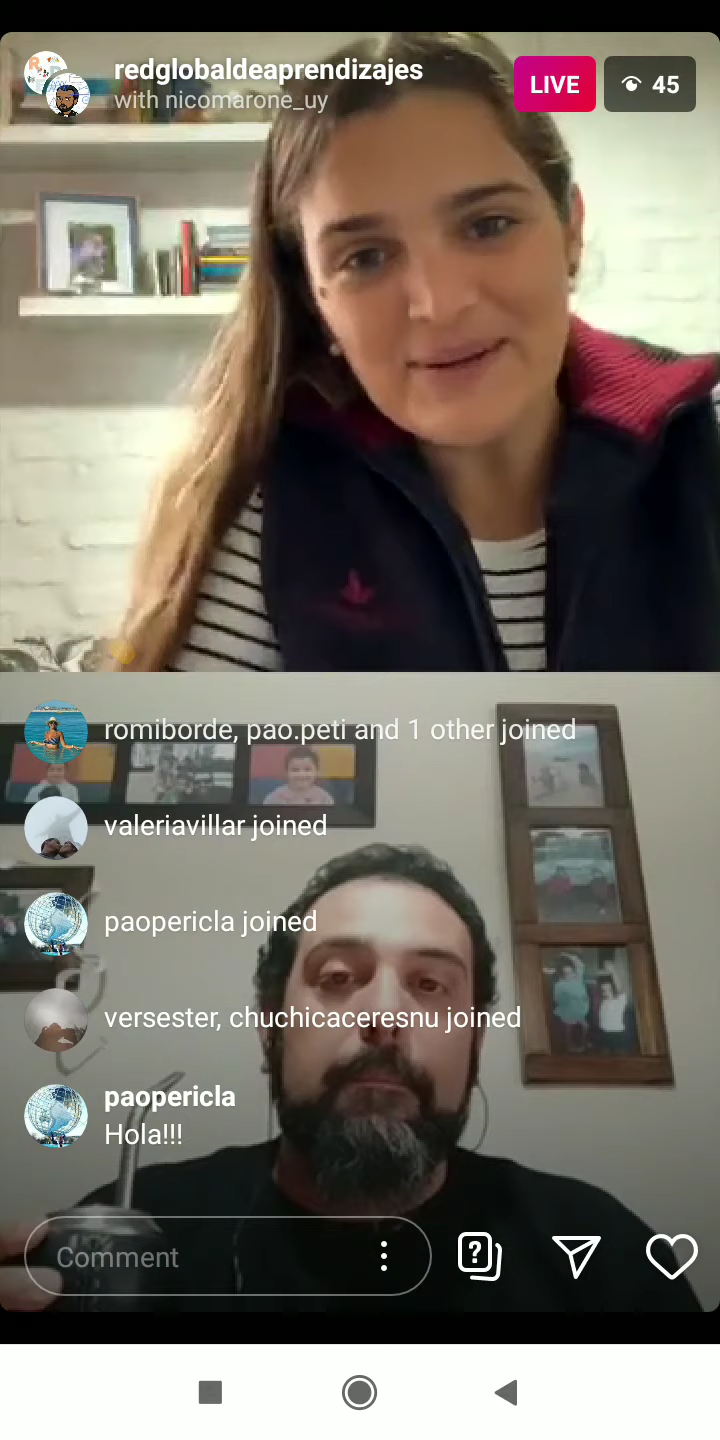 redglobaldeaprendizajes
with nicomarone_uy
LIVE
45
romiborde, pao.peti and 1 other joined
valeriavillar joined
paopericla joined
versester, chuchicaceresnu joined
paopericla
Hola!!!
Comment
?